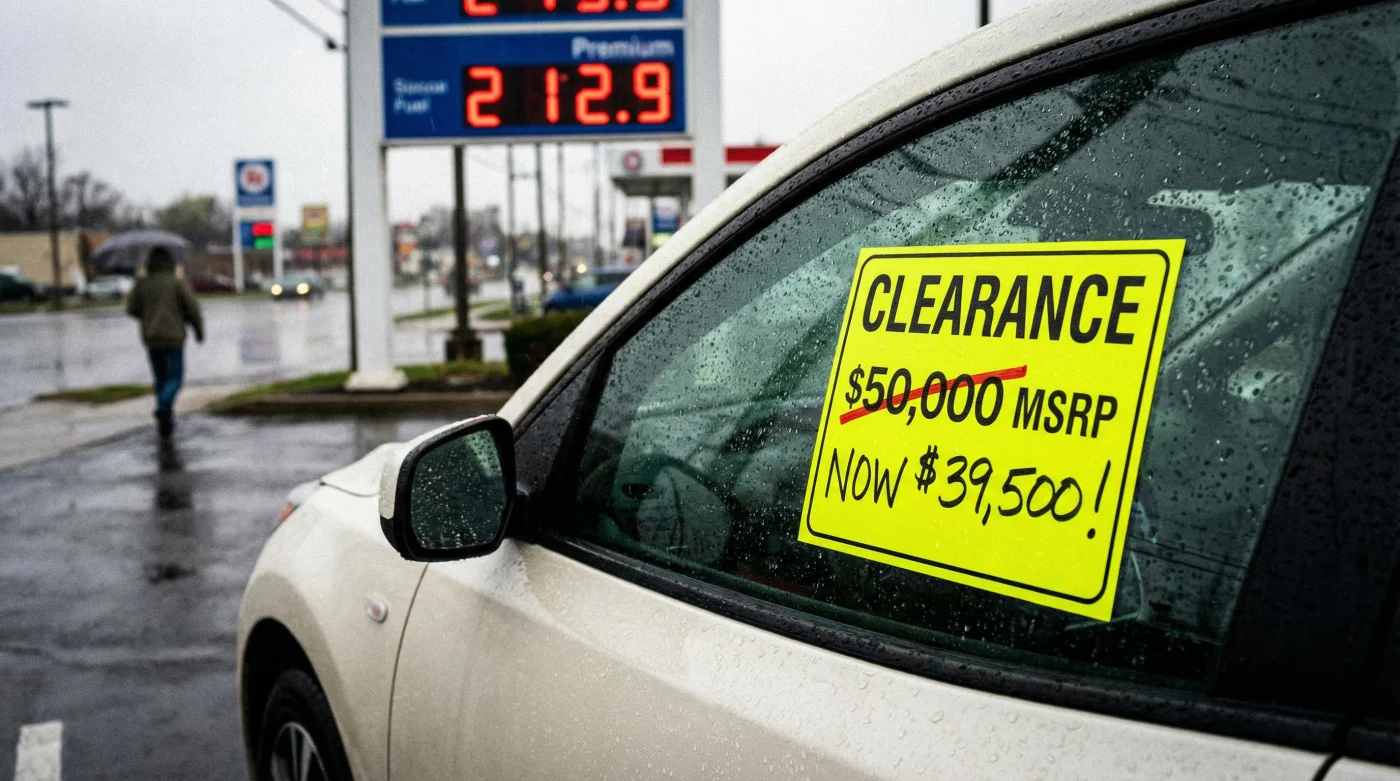 Premium
212.9
CLEARANCE
$50,000 MSRP
NOW $39,500!